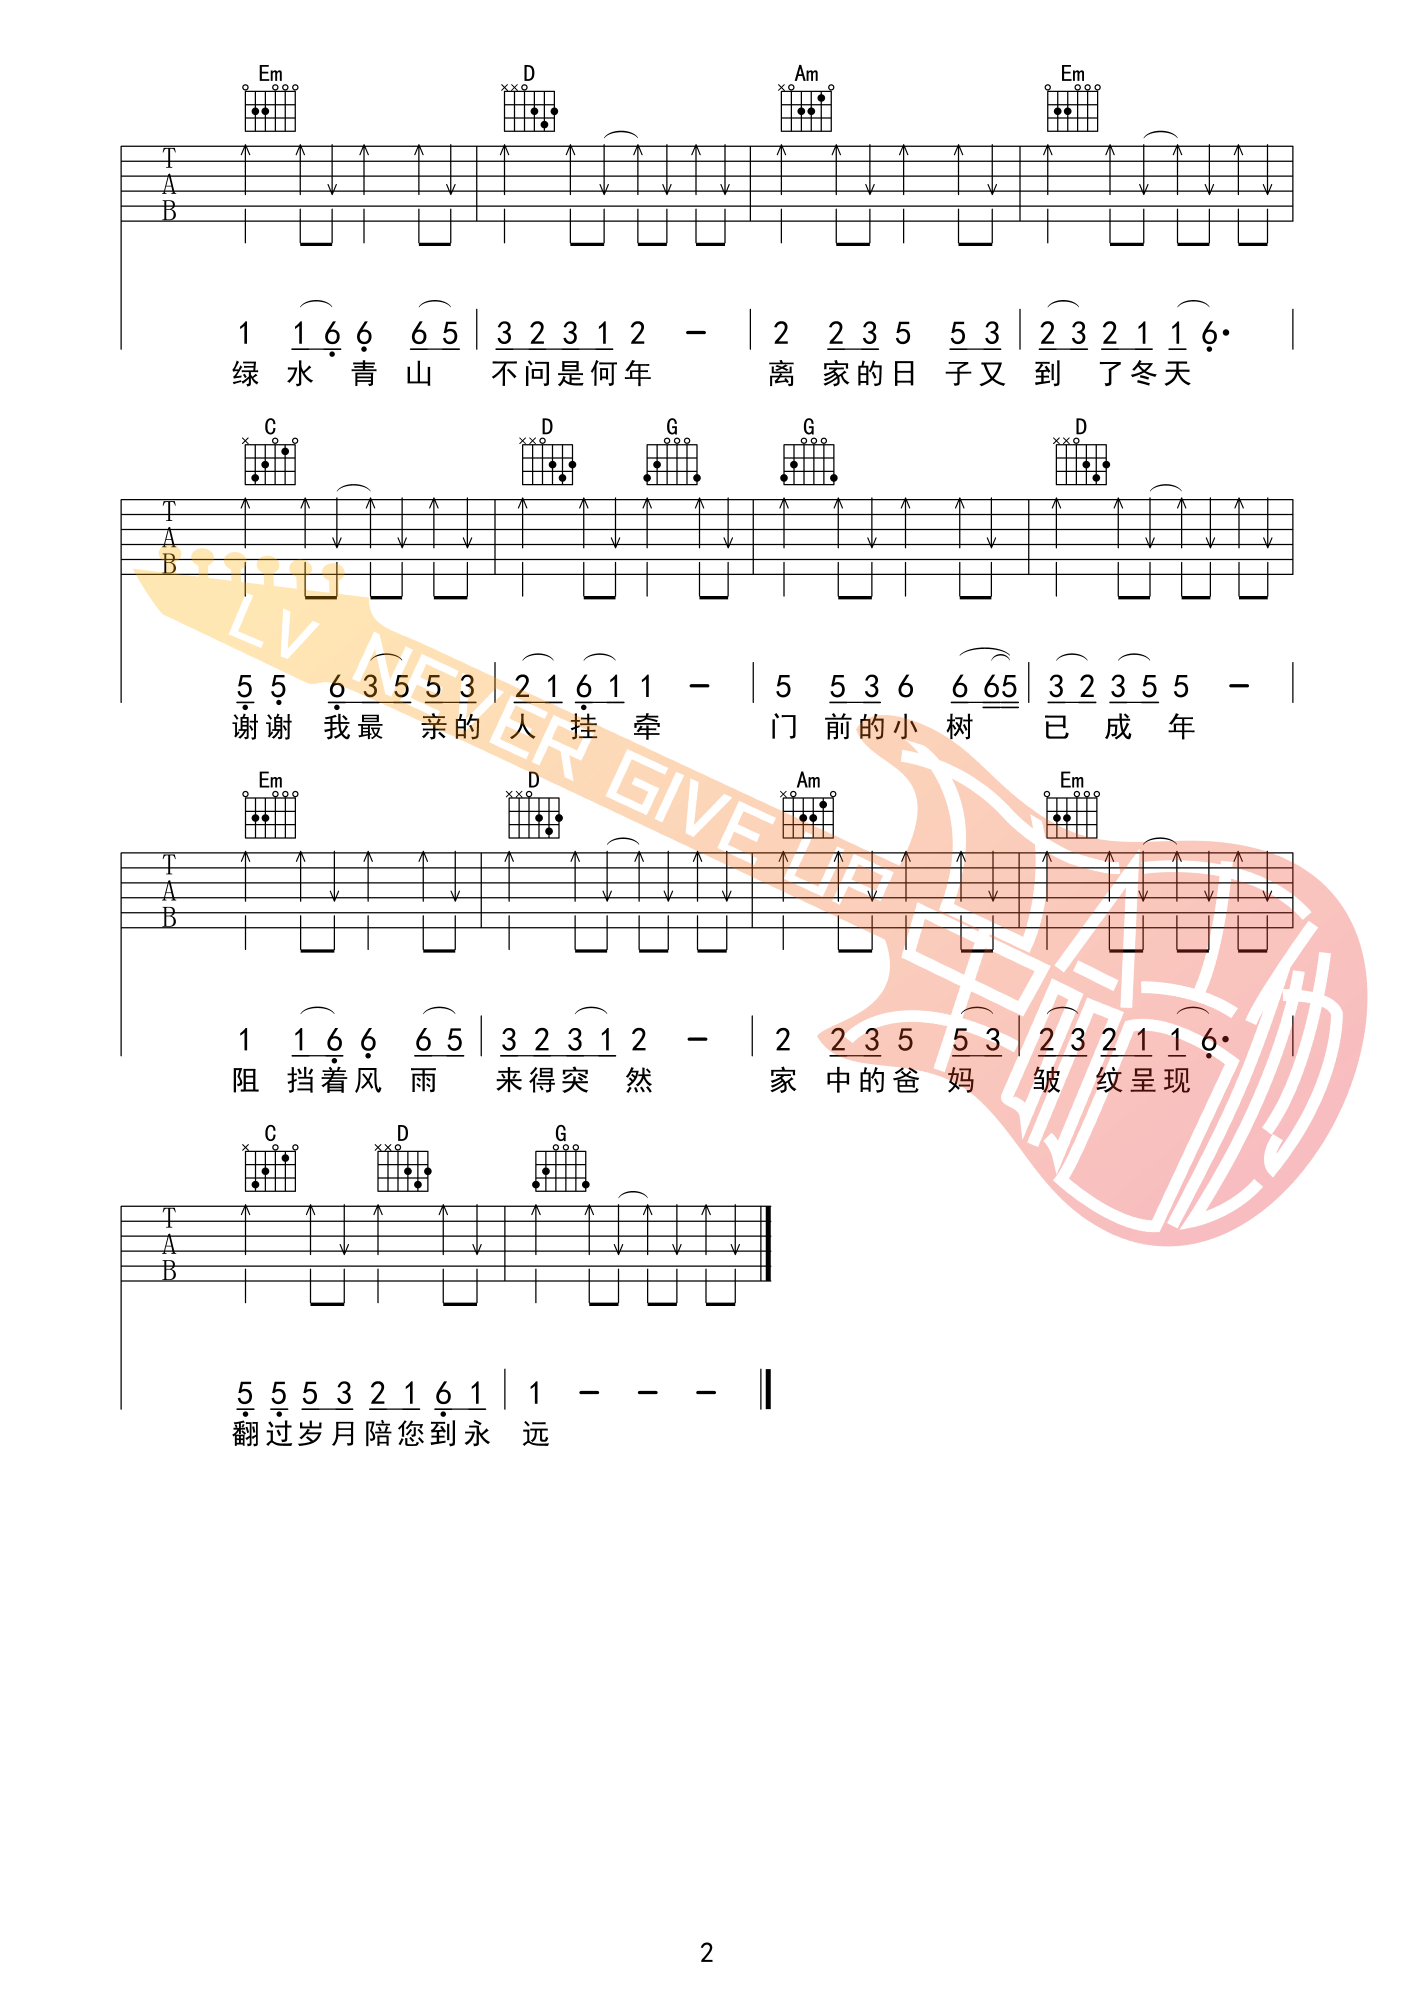 Em D Am Em
T
A
B
1 1 6 6 6 5 3 2 3 1 2 – 2 2 3 5 5 3 2 3 2 1 1 6·
绿 水 青 山 不问是何年 离 家的日 子又 到 了冬天
C D G G D
T
A
B
5 5 6 3 5 5 3 2 1 6 1 1 – 5 5 3 6 6 6 5 3 2 3 5 5 –
谢谢 我最 亲的 人 挂 牵 门 前的小 树 已 成 年
LV NEVER GIVE UP
Em D Am Em
T
A
B
1 1 6 6 6 5 3 2 3 1 2 – 2 2 3 5 5 3 2 3 2 1 1 6·
阻 挡着风 雨 来得突 然 家 中的爸 妈 皱 纹呈现
C D G
T
A
B
5 5 5 3 2 1 6 1 1 – – –
翻过岁月陪您到永 远
2